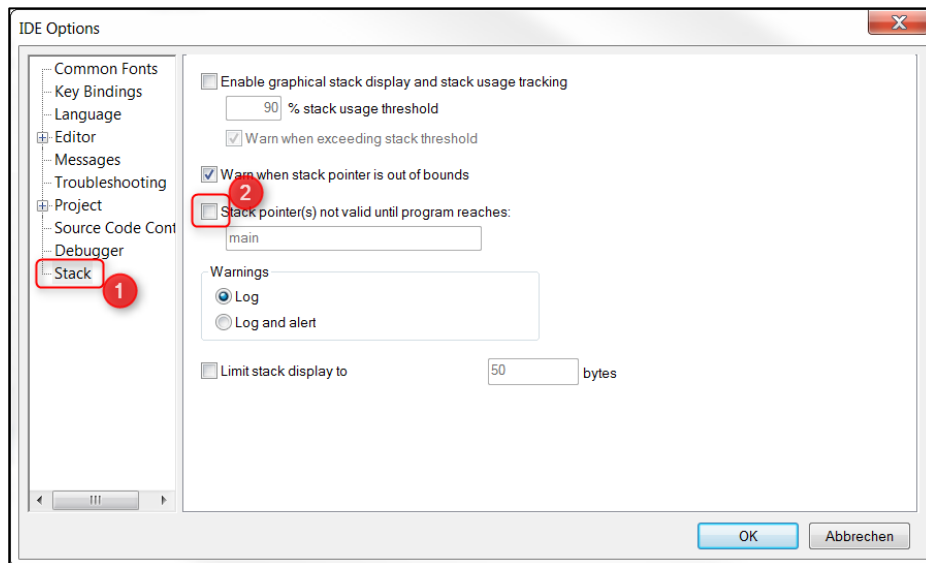 IDE Options
Common Fonts
Key Bindings
Language
Editor
Messages
Troubleshooting
Project
Source Code Cont
Debugger
Stack
1
Enable graphical stack display and stack usage tracking
90 % stack usage threshold
Warn when exceeding stack threshold
Warn when stack pointer is out of bounds
2
Stack pointer(s) not valid until program reaches:
main
Warnings
Log
Log and alert
Limit stack display to 50 bytes
OK
Abbrechen